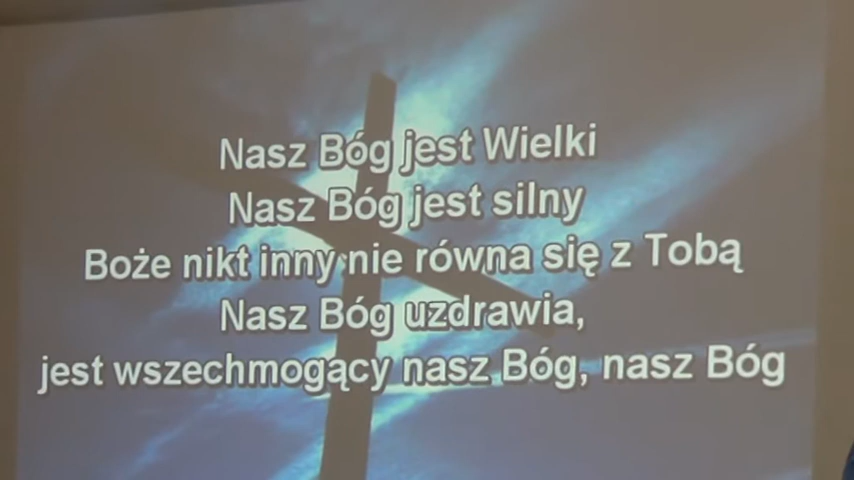 Nasz Bóg jest Wielki
Nasz Bóg jest silny
Boże nikt inny nie równa się z Tobą
Nasz Bóg uzdrawia,
jest wszechmogący nasz Bóg, nasz Bóg